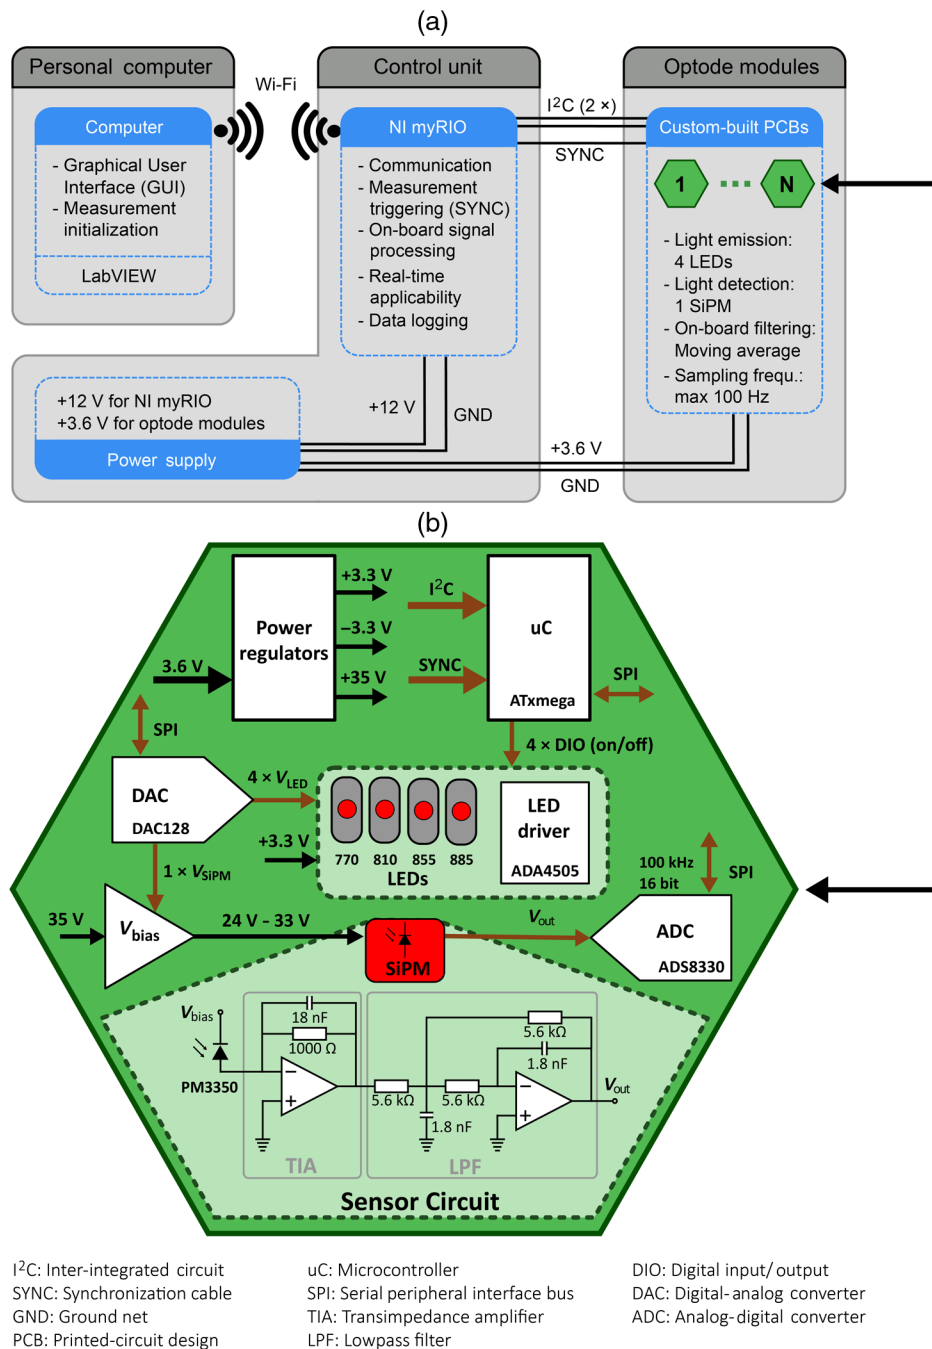 (a)
Personal computer
Control unit
Optode modules
Wi-Fi
I²C (2 ×)
SYNC
Computer
- Graphical User
Interface (GUI)
- Measurement
initialization
LabVIEW
NI myRIO
- Communication
- Measurement
triggering (SYNC)
- On-board signal
processing
- Real-time
applicability
- Data logging
Custom-built PCBs
1
N
- Light emission:
4 LEDs
- Light detection:
1 SiPM
- On-board filtering:
Moving average
- Sampling frequ.:
max 100 Hz
+12 V for NI myRIO
+3.6 V for optode modules
Power supply
+12 V
GND
+3.6 V
GND
(b)
3.6 V
Power
regulators
+3.3 V
–3.3 V
+35 V
I²C
SYNC
uC
ATxmega
SPI
SPI
4 × DIO (on/off)
DAC
DAC128
4 × VLED
+3.3 V
770
810
855
885
LEDs
LED
driver
ADA4505
1 × VSiPM
100 kHz
16 bit
SPI
35 V
Vbias
24 V – 33 V
SiPM
Vout
ADC
ADS8330
Vbias
PM3350
18 nF
1000 Ω
TIA
5.6 kΩ
5.6 kΩ
1.8 nF
5.6 kΩ
1.8 nF
Vout
LPF
Sensor Circuit
I²C: Inter-integrated circuit
SYNC: Synchronization cable
GND: Ground net
PCB: Printed-circuit design
uC: Microcontroller
SPI: Serial peripheral interface bus
TIA: Transimpedance amplifier
LPF: Lowpass filter
DIO: Digital input/output
DAC: Digital-analog converter
ADC: Analog-digital converter